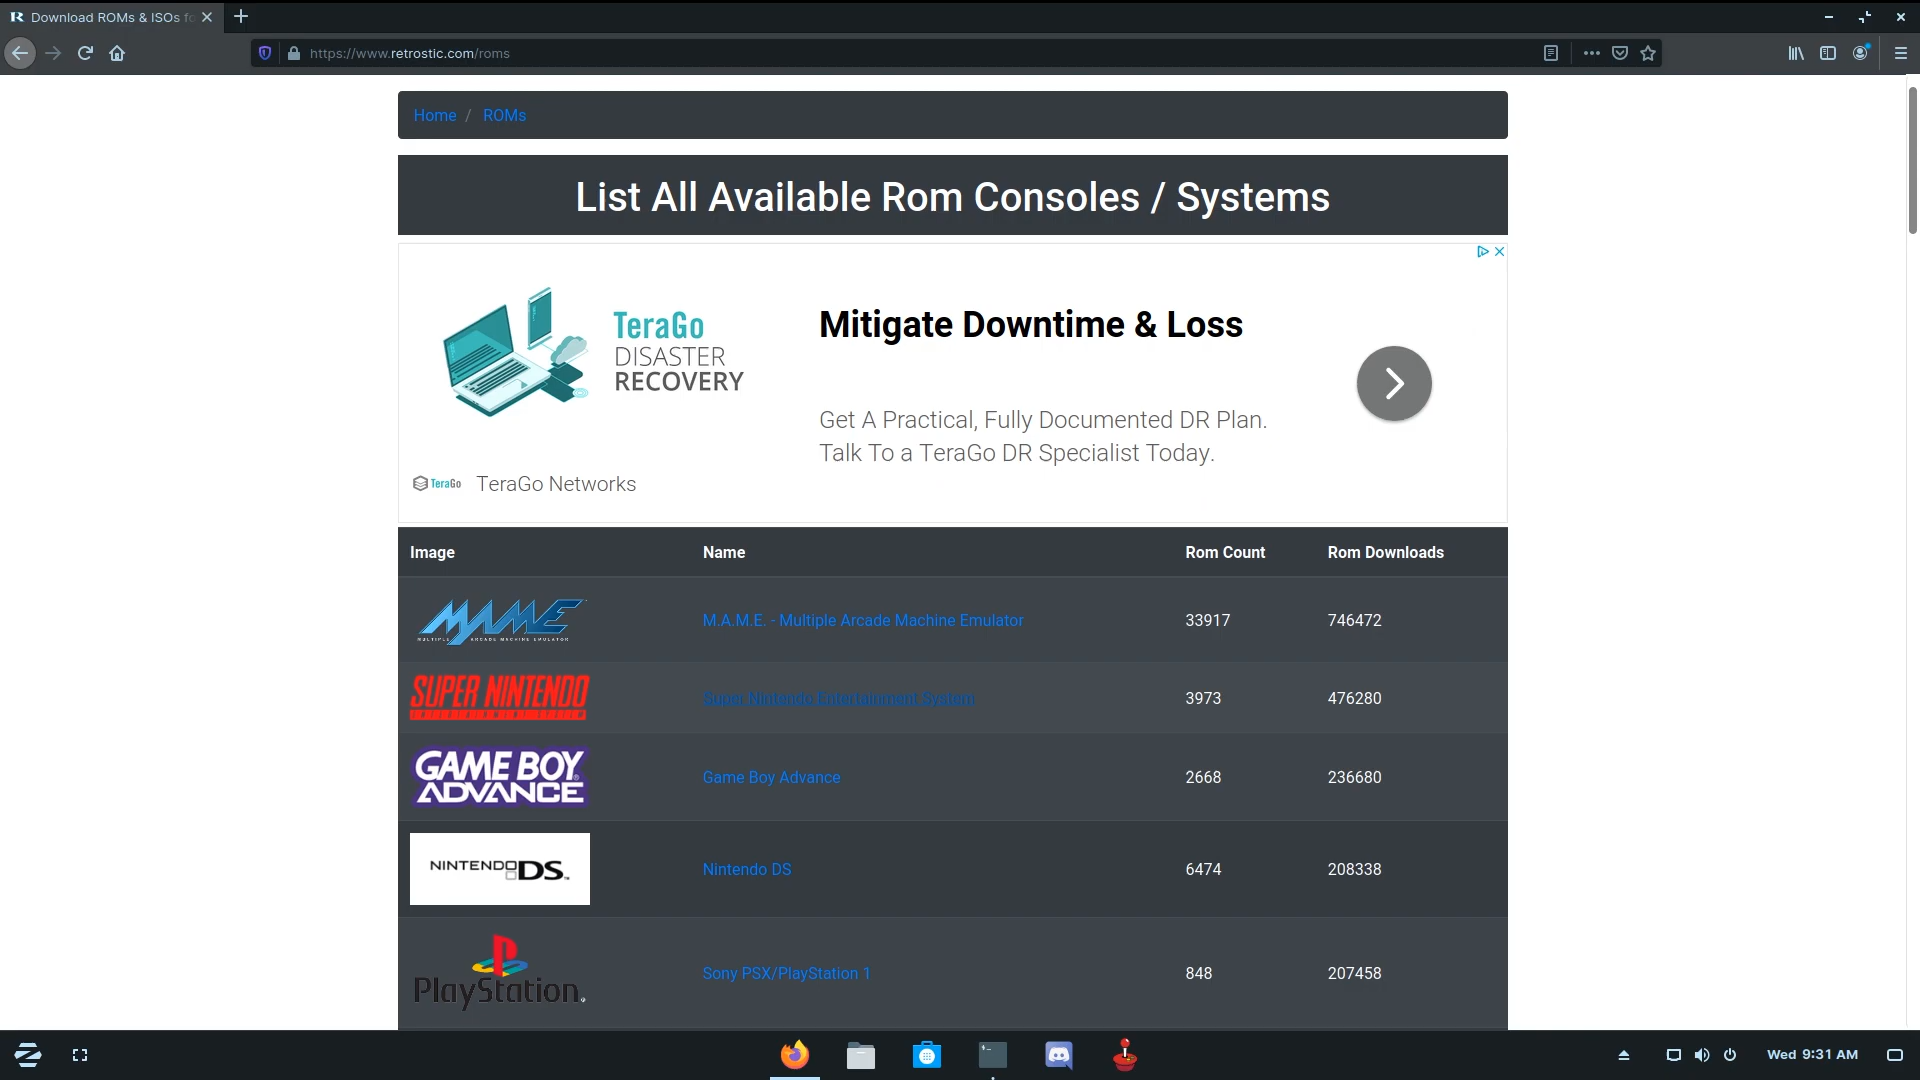 Download ROMs & ISOs fo
https://www.retrostic.com/roms
Home / ROMs
List All Available Rom Consoles / Systems
TeraGo
DISASTER
RECOVERY
Mitigate Downtime & Loss
Get A Practical, Fully Documented DR Plan.
Talk To a TeraGo DR Specialist Today.
TeraGo TeraGo Networks
Image Name Rom Count Rom Downloads
MAME
MULTIPLE ARCADE MACHINE EMULATOR
M.A.M.E. - Multiple Arcade Machine Emulator 33917 746472
SUPER NINTENDO
Super Nintendo Entertainment System 3973 476280
GAME BOY
ADVANCE
Game Boy Advance 2668 236680
NINTENDO DS
Nintendo DS 6474 208338
PlayStation
Sony PSX/PlayStation 1 848 207458
Wed 9:31 AM